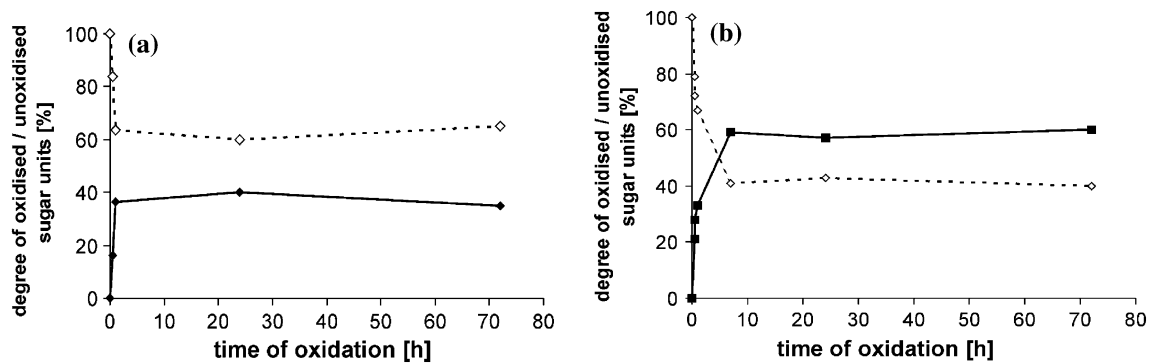 (a)
degree of oxidised / unoxidised
sugar units [%]
100
80
60
40
20
0
0 10 20 30 40 50 60 70 80
time of oxidation [h]
(b)
degree of oxidised / unoxidised
sugar units [%]
100
80
60
40
20
0
0 10 20 30 40 50 60 70 80
time of oxidation [h]